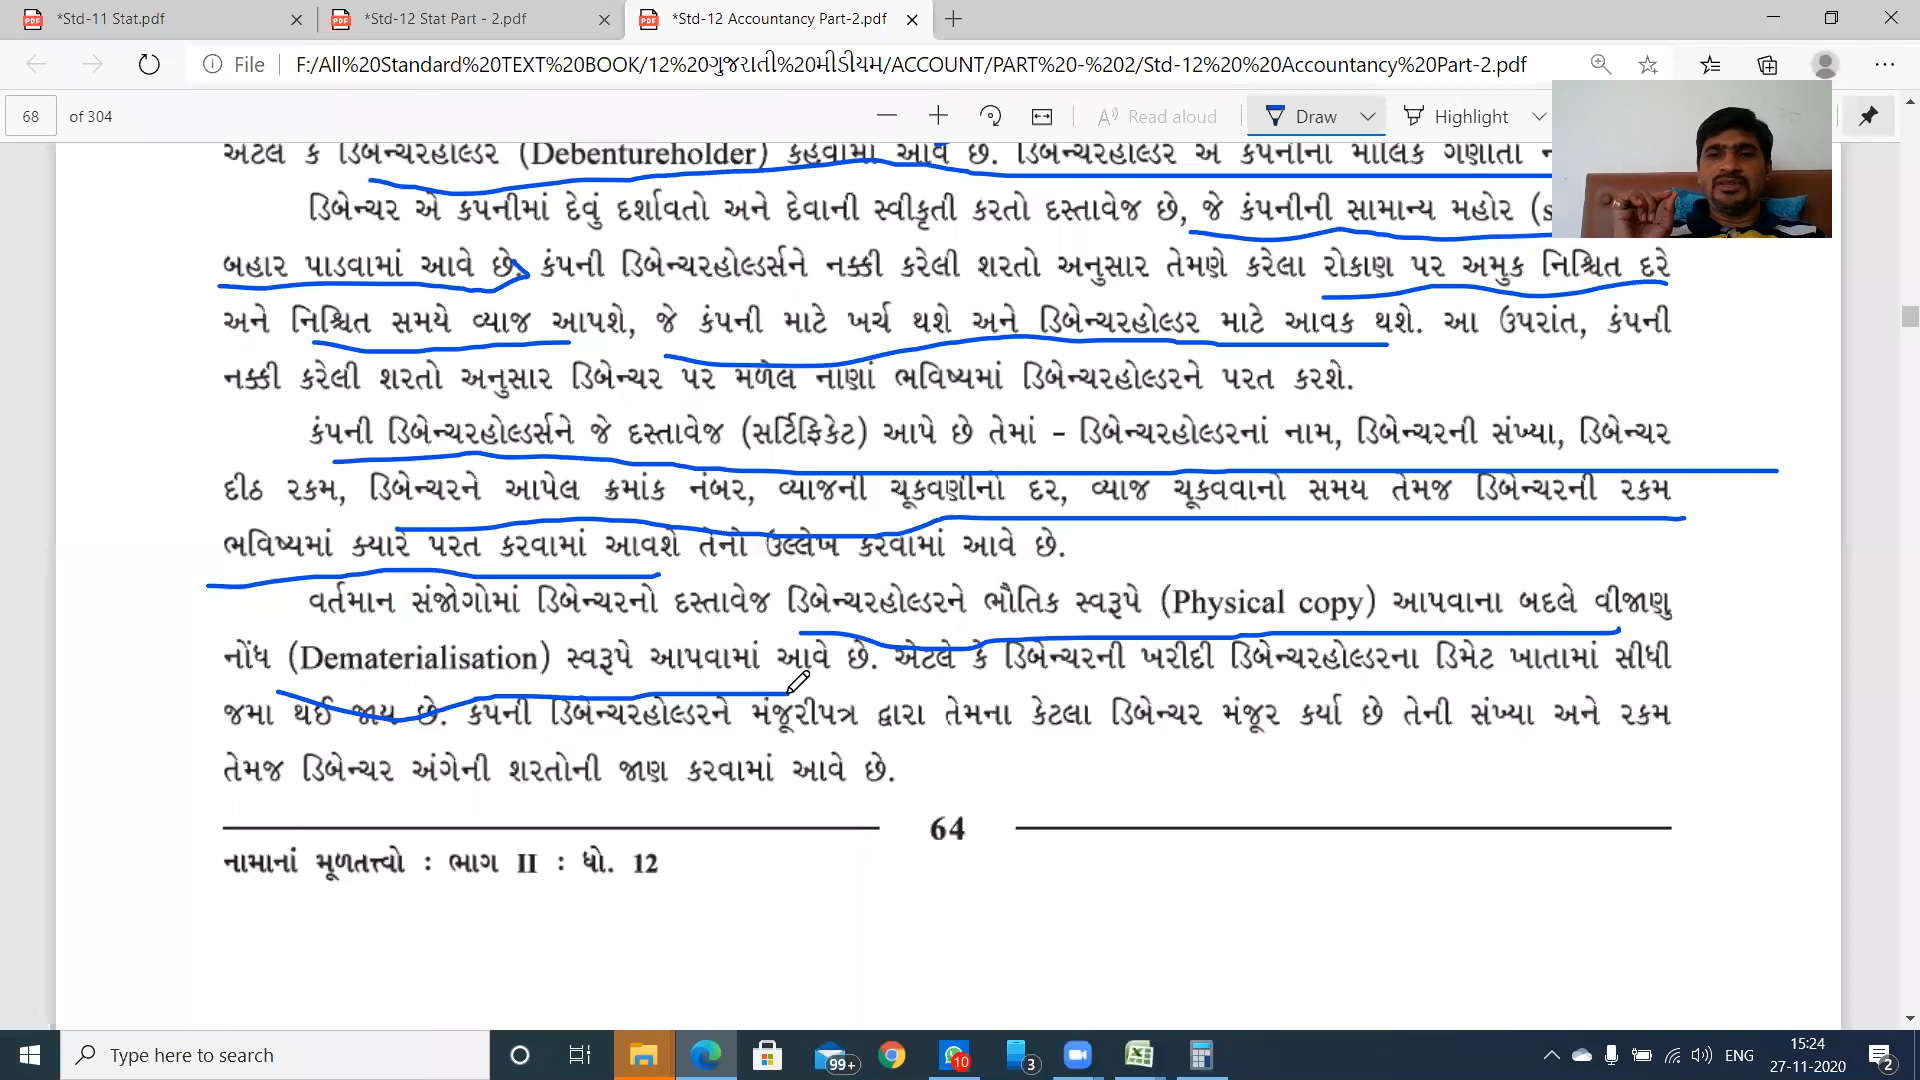 *Std-11 Stat.pdf
*Std-12 Stat Part - 2.pdf
*Std-12 Accountancy Part-2.pdf
File
F:/All%20Standard%20TEXT%20BOOK/12%20ગુજરાતી%20મીડીયમ/ACCOUNT/PART%20-%202/Std-12%20%20Accountancy%20Part-2.pdf
68 of 304
Read aloud
Draw
Highlight
એટલે કે ડિબેન્ચરહોલ્ડર (Debentureholder) કહેવામાં આવે છે. ડિબેન્ચરહોલ્ડર એ કંપનીના માલિક ગણાતા
ડિબેન્ચર એ કંપનીમાં દેવું દર્શાવતો અને દેવાની સ્વીકૃતી કરતો દસ્તાવેજ છે, જે કંપનીની સામાન્ય મહોર (s
બહાર પાડવામાં આવે છે. કંપની ડિબેન્ચરહોલ્ડર્સને નક્કી કરેલી શરતો અનુસાર તેમણે કરેલા રોકાણ પર અમુક નિશ્ચિત દરે
અને નિશ્ચિત સમયે વ્યાજ આપશે, જે કંપની માટે ખર્ચ થશે અને ડિબેન્ચરહોલ્ડર માટે આવક થશે. આ ઉપરાંત, કંપની
નક્કી કરેલી શરતો અનુસાર ડિબેન્ચર પર મળેલ નાણાં ભવિષ્યમાં ડિબેન્ચરહોલ્ડરને પરત કરશે.
કંપની ડિબેન્ચરહોલ્ડર્સને જે દસ્તાવેજ (સર્ટિફિકેટ) આપે છે તેમાં – ડિબેન્ચરહોલ્ડરનાં નામ, ડિબેન્ચરની સંખ્યા, ડિબેન્ચર
દીઠ રકમ, ડિબેન્ચરને આપેલ ક્રમાંક નંબર, વ્યાજની ચૂકવણીનો દર, વ્યાજ ચૂકવવાનો સમય તેમજ ડિબેન્ચરની રકમ
ભવિષ્યમાં ક્યારે પરત કરવામાં આવશે તેનો ઉલ્લેખ કરવામાં આવે છે.
વર્તમાન સંજોગોમાં ડિબેન્ચરનો દસ્તાવેજ ડિબેન્ચરહોલ્ડરને ભૌતિક સ્વરૂપે (Physical copy) આપવાના બદલે વીજાણુ
નોંધ (Dematerialisation) સ્વરૂપે આપવામાં આવે છે. એટલે કે ડિબેન્ચરની ખરીદી ડિબેન્ચરહોલ્ડરના ડિમેટ ખાતામાં સીધી
જમા થઈ જાય છે. કંપની ડિબેન્ચરહોલ્ડરને મંજૂરીપત્ર દ્વારા તેમના કેટલા ડિબેન્ચર મંજૂર કર્યા છે તેની સંખ્યા અને રકમ
તેમજ ડિબેન્ચર અંગેની શરતોની જાણ કરવામાં આવે છે.
64
નામાનાં મૂળતત્ત્વો : ભાગ II : ધો. 12
Type here to search
99+
10
3
ENG
15:24
27-11-2020
2